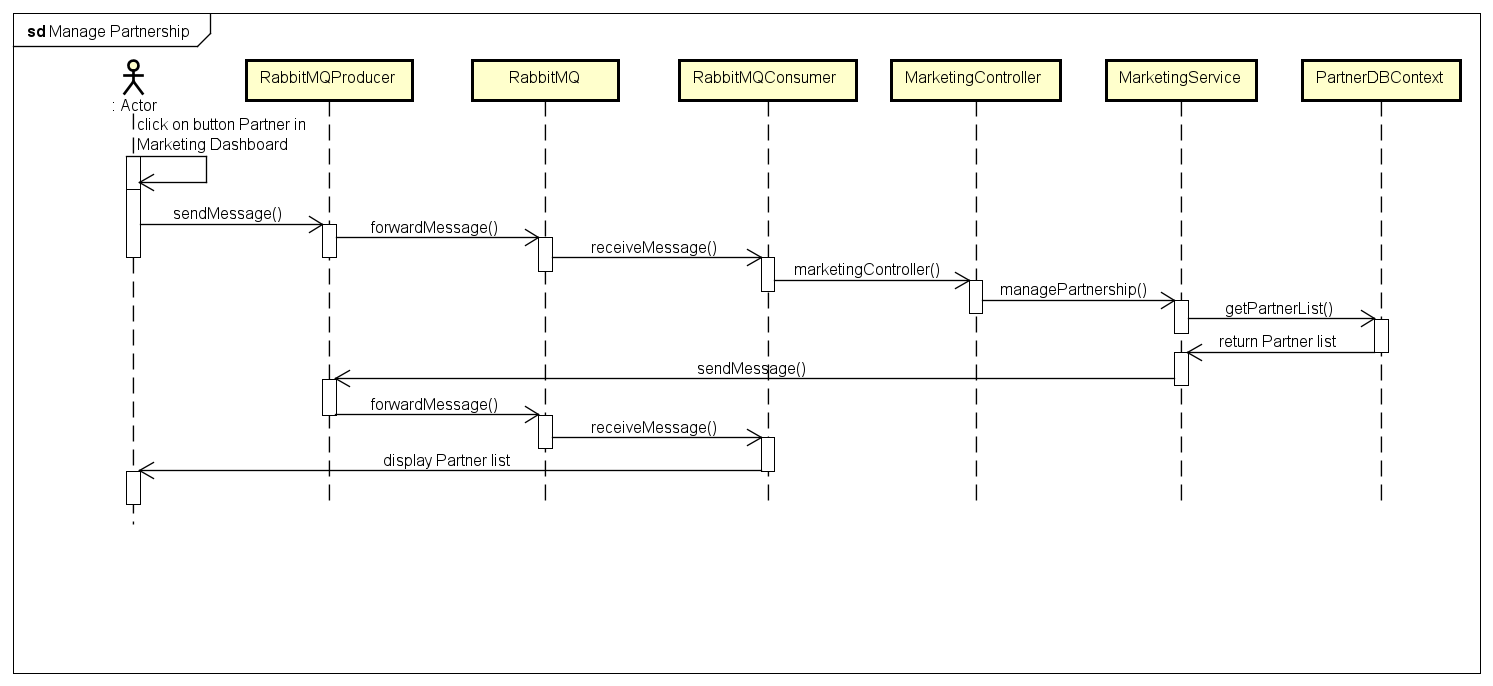 sd Manage Partnership
: Actor
RabbitMQProducer
RabbitMQ
RabbitMQConsumer
MarketingController
MarketingService
PartnerDBContext
click on button Partner in
Marketing Dashboard
sendMessage()
forwardMessage()
receiveMessage()
marketingController()
managePartnership()
getPartnerList()
return Partner list
sendMessage()
forwardMessage()
receiveMessage()
display Partner list